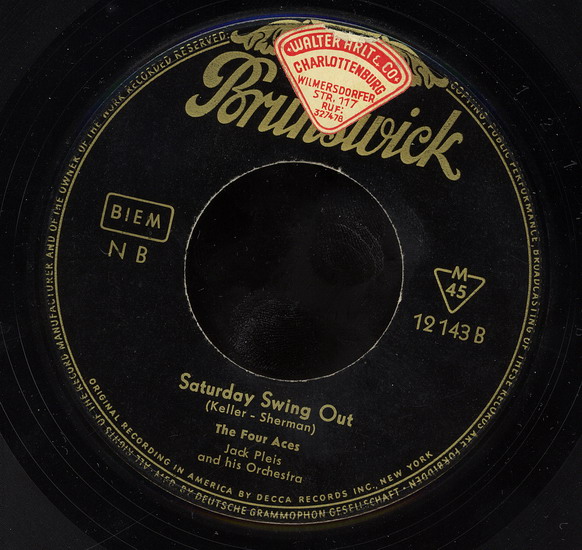 ·WALTER ARLT & CO·
CHARLOTTENBURG
WILMERSDORFER
STR. 117
RUF:
327478
Brunswick
BIEM
NB
M
45
12143 B
Saturday Swing Out
(Keller - Sherman)
The Four Aces
Jack Pleis
and his Orchestra
ORIGINAL RECORDING IN AMERICA BY DECCA RECORDS INC., NEW YORK
MFD. BY DEUTSCHE GRAMMOPHON GESELLSCHAFT · ALL RIGHTS OF THE RECORD MANUFACTURER AND OF THE OWNER OF THE WORK RECORDED RESERVED.
COPYING, PUBLIC PERFORMANCE, BROADCASTING OF THESE RECORDS ARE FORBIDDEN